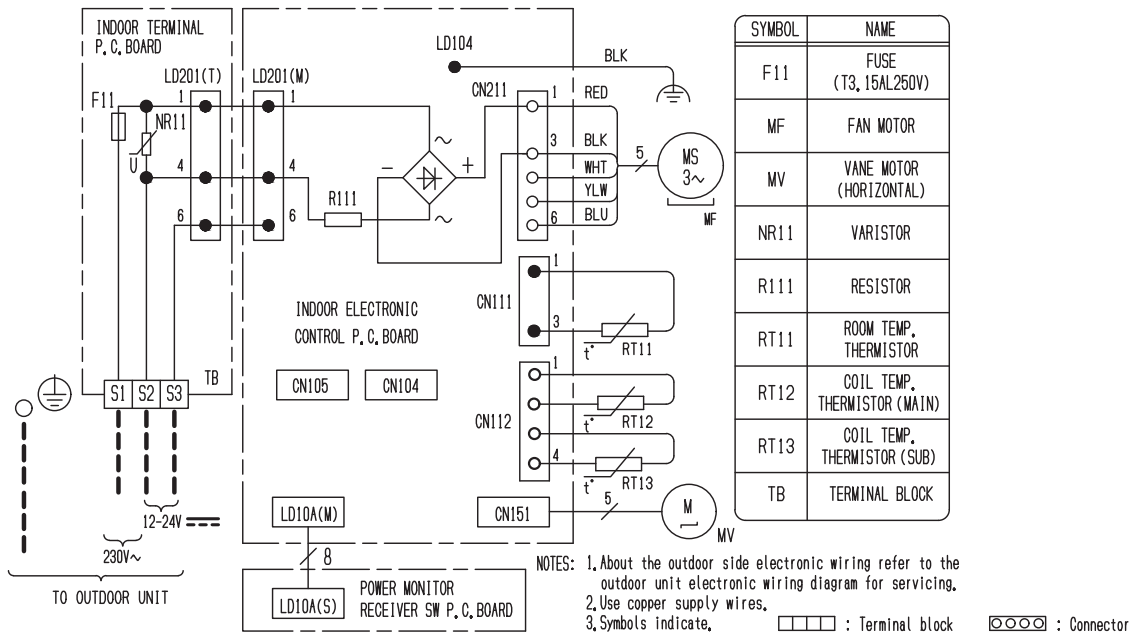 INDOOR TERMINAL
P.C.BOARD
LD201(T)
LD201(M)
F11
NR11
U
1
4
6
1
4
6
R111
LD104
BLK
CN211
1
3
6
RED
BLK
WHT
YLW
BLU
5
MS
3~
MF
~
-
+
~
INDOOR ELECTRONIC
CONTROL P.C.BOARD
CN105
CN104
CN111
1
3
t°
RT11
CN112
1
4
t°
RT12
t°
RT13
CN151
5
M
MV
S1
S2
S3
TB
12-24V
230V~
TO OUTDOOR UNIT
LD10A(M)
8
LD10A(S)
POWER MONITOR
RECEIVER SW P.C.BOARD
SYMBOL NAME
F11 FUSE
(T3.15AL250V)
MF FAN MOTOR
MV VANE MOTOR
(HORIZONTAL)
NR11 VARISTOR
R111 RESISTOR
RT11 ROOM TEMP.
THERMISTOR
RT12 COIL TEMP.
THERMISTOR(MAIN)
RT13 COIL TEMP.
THERMISTOR(SUB)
TB TERMINAL BLOCK
NOTES: 1.About the outdoor side electronic wiring refer to the
outdoor unit electronic wiring diagram for servicing.
2.Use copper supply wires.
3.Symbols indicate. : Terminal block : Connector